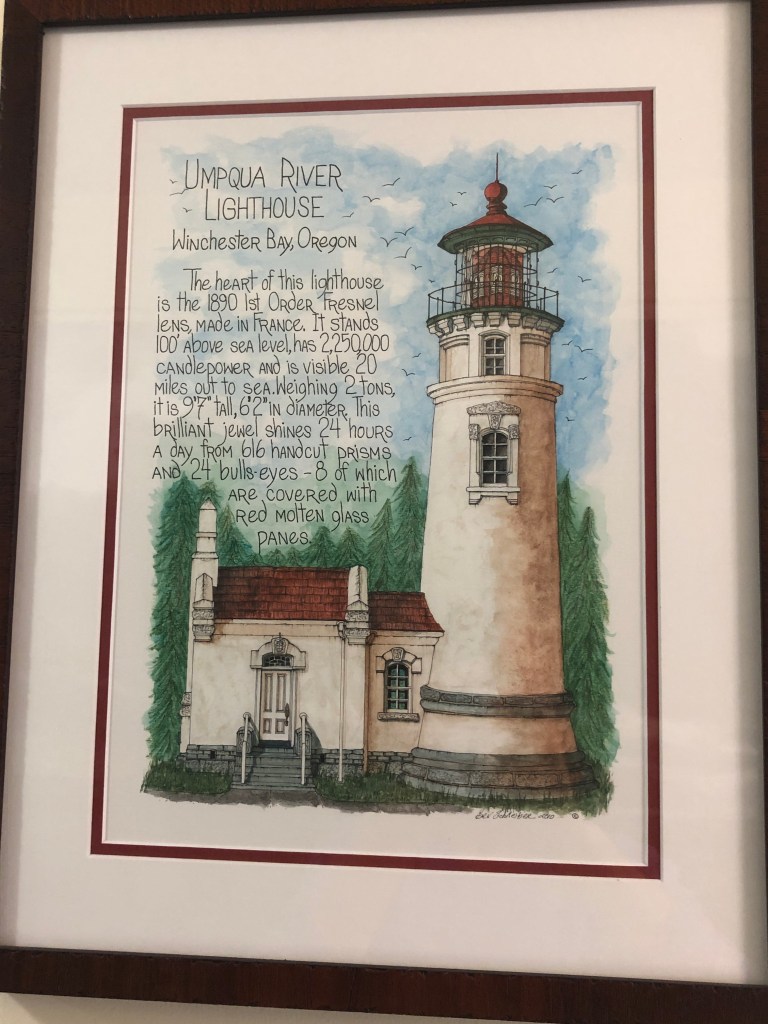 Umpqua River
Lighthouse
Winchester Bay, Oregon
The heart of this lighthouse
is the 1890 1st Order Fresnel
lens, made in France. It stands
100' above sea level, has 2,250,000
candlepower and is visible 20
miles out to sea. Weighing 2 tons,
it is 9'7" tall, 6'2" in diameter. This
brilliant jewel shines 24 hours
a day from 616 handcut prisms
and 24 bulls-eyes - 8 of which
are covered with
red molten glass
panes.
©